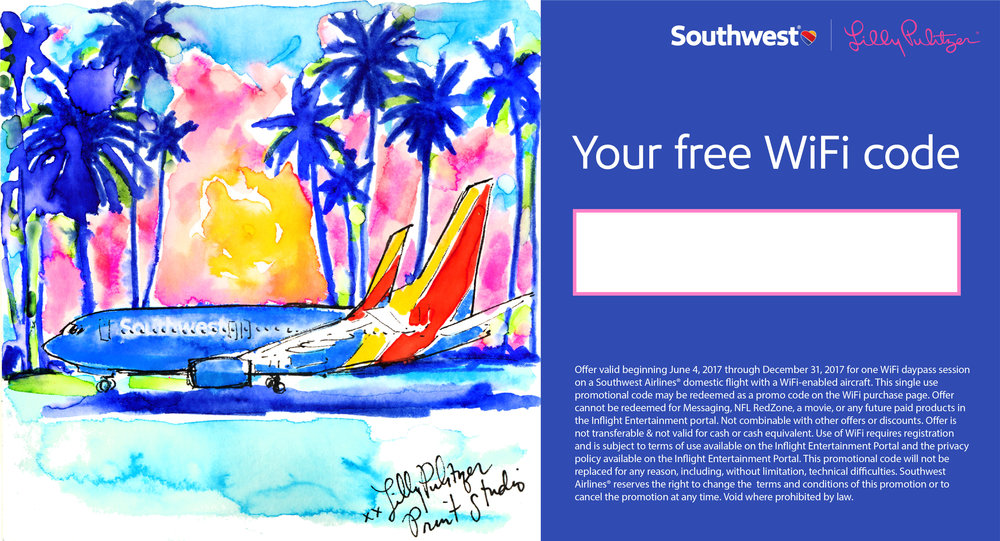 Southwest
xx Lilly Pulitzer
Print Studio
Southwest® | Lilly Pulitzer®
Your free WiFi code
Offer valid beginning June 4, 2017 through December 31, 2017 for one WiFi daypass session
on a Southwest Airlines® domestic flight with a WiFi-enabled aircraft. This single use
promotional code may be redeemed as a promo code on the WiFi purchase page. Offer
cannot be redeemed for Messaging, NFL RedZone, a movie, or any future paid products in
the Inflight Entertainment portal. Not combinable with other offers or discounts. Offer is
not transferable & not valid for cash or cash equivalent. Use of WiFi requires registration
and is subject to terms of use available on the Inflight Entertainment Portal and the privacy
policy available on the Inflight Entertainment Portal. This promotional code will not be
replaced for any reason, including, without limitation, technical difficulties. Southwest
Airlines® reserves the right to change the terms and conditions of this promotion or to
cancel the promotion at any time. Void where prohibited by law.